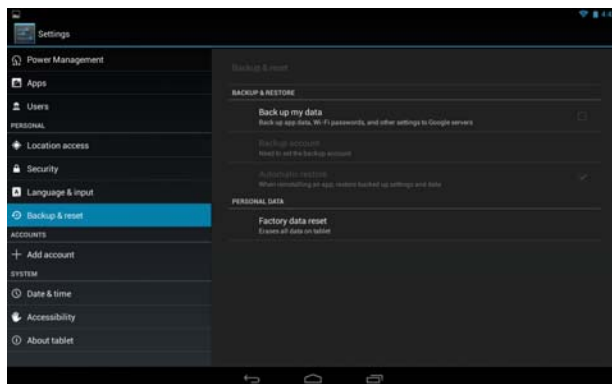 4:4
Settings
Power Management
Apps
Users
PERSONAL
Location access
Security
Language & input
Backup & reset
ACCOUNTS
Add account
SYSTEM
Date & time
Accessibility
About tablet
Backup & reset
BACKUP & RESTORE
Back up my data
Back up app data, Wi-Fi passwords, and other settings to Google servers
Backup account
Need to set the backup account
Automatic restore
When reinstalling an app, restore backed up settings and data
PERSONAL DATA
Factory data reset
Erases all data on tablet